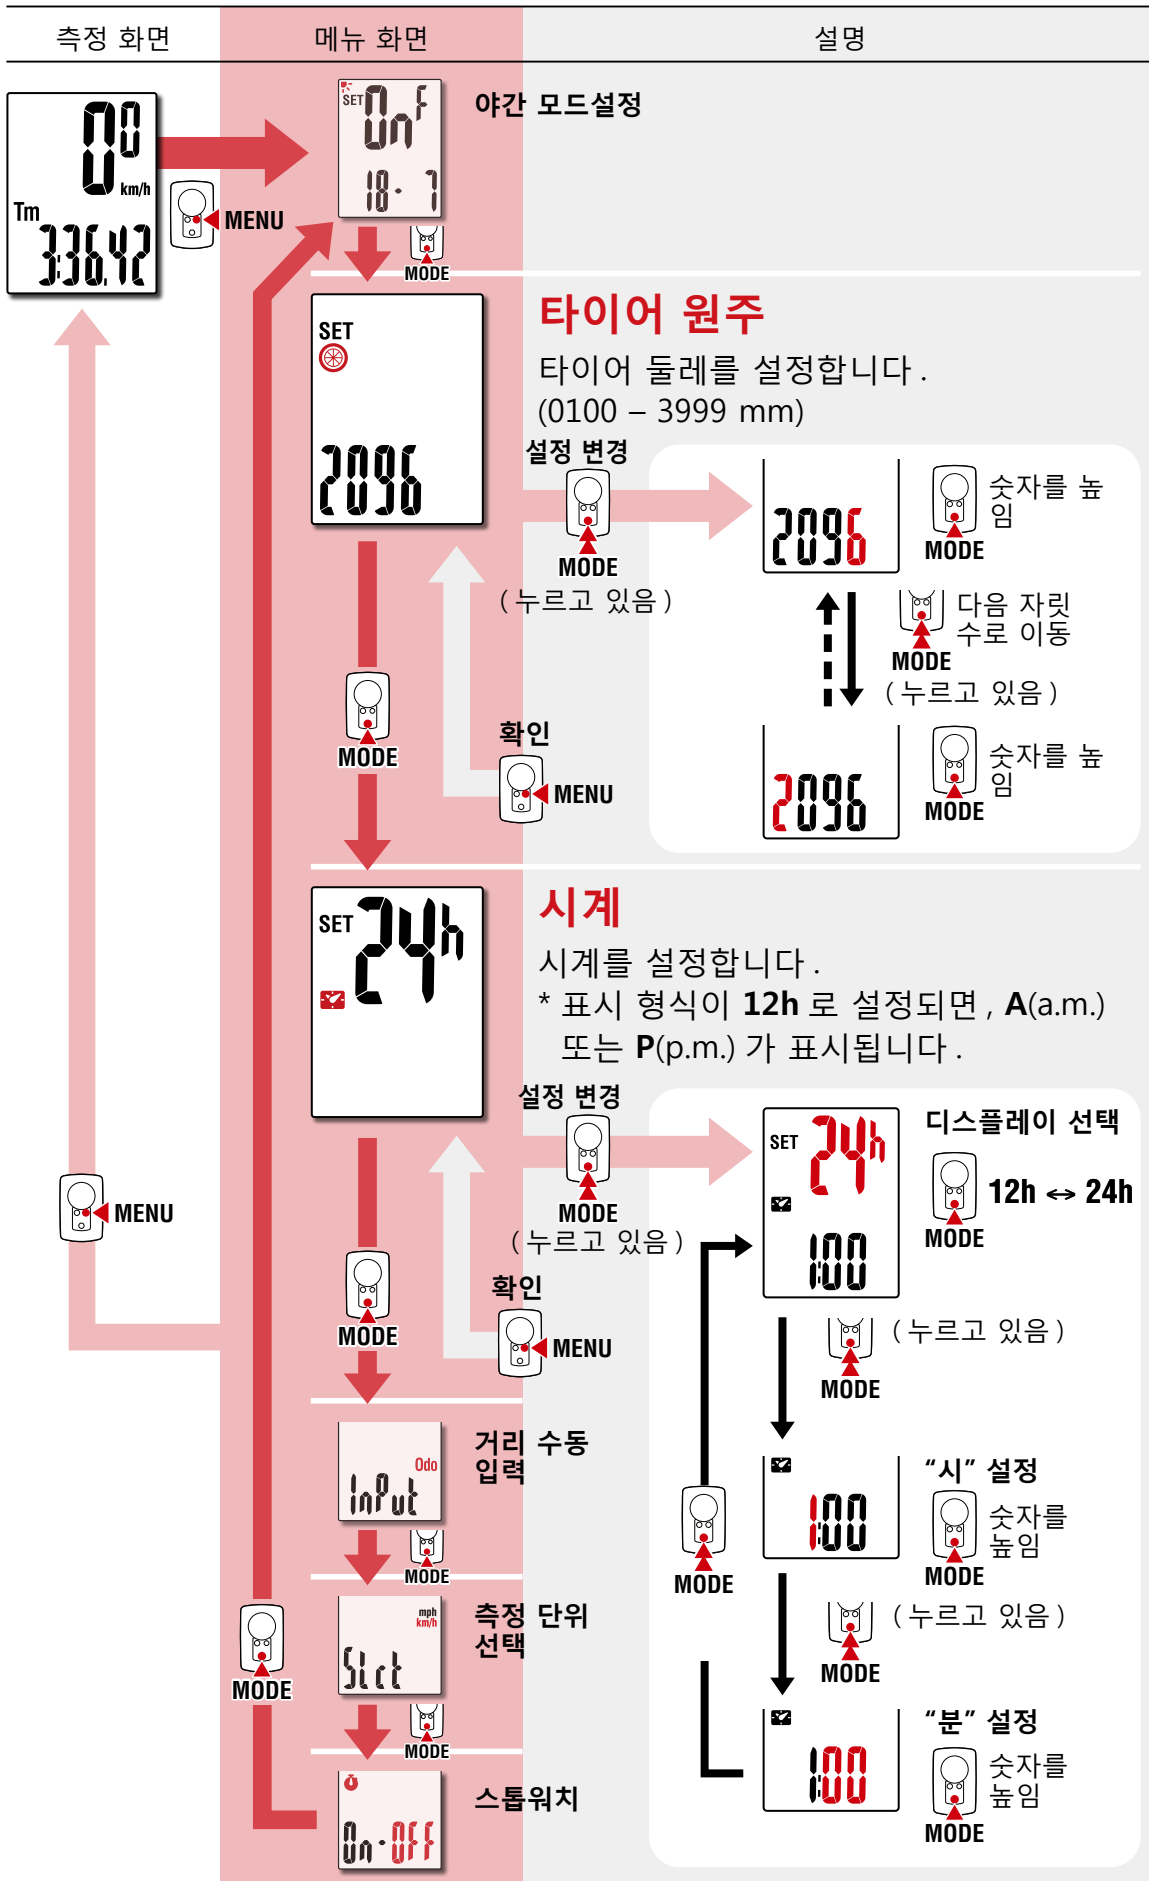 측정 화면
메뉴 화면
설명
0⁰
km/h
Tm
3:36.42
MENU
SET
On F
18· 7
야간 모드설정
MODE
타이어 원주
타이어 둘레를 설정합니다.
(0100 – 3999 mm)
SET
2096
설정 변경
MODE
(누르고 있음)
2096
숫자를 높
임
MODE
다음 자릿
수로 이동
MODE
(누르고 있음)
2096
숫자를 높
임
MODE
MODE
확인
MENU
시계
시계를 설정합니다.
* 표시 형식이 12h 로 설정되면, A(a.m.)
또는 P(p.m.) 가 표시됩니다.
SET
24h
설정 변경
MODE
(누르고 있음)
SET
24h
1:00
디스플레이 선택
12h ↔ 24h
MODE
MENU
MODE
확인
MENU
(누르고 있음)
MODE
거리 수동
입력
Odo
InPut
MODE
1:00
“시” 설정
숫자를
높임
MODE
MODE
측정 단위
선택
mph
km/h
Slct
MODE
MODE
(누르고 있음)
MODE
1:00
“분” 설정
숫자를
높임
MODE
스톱워치
On·OFF